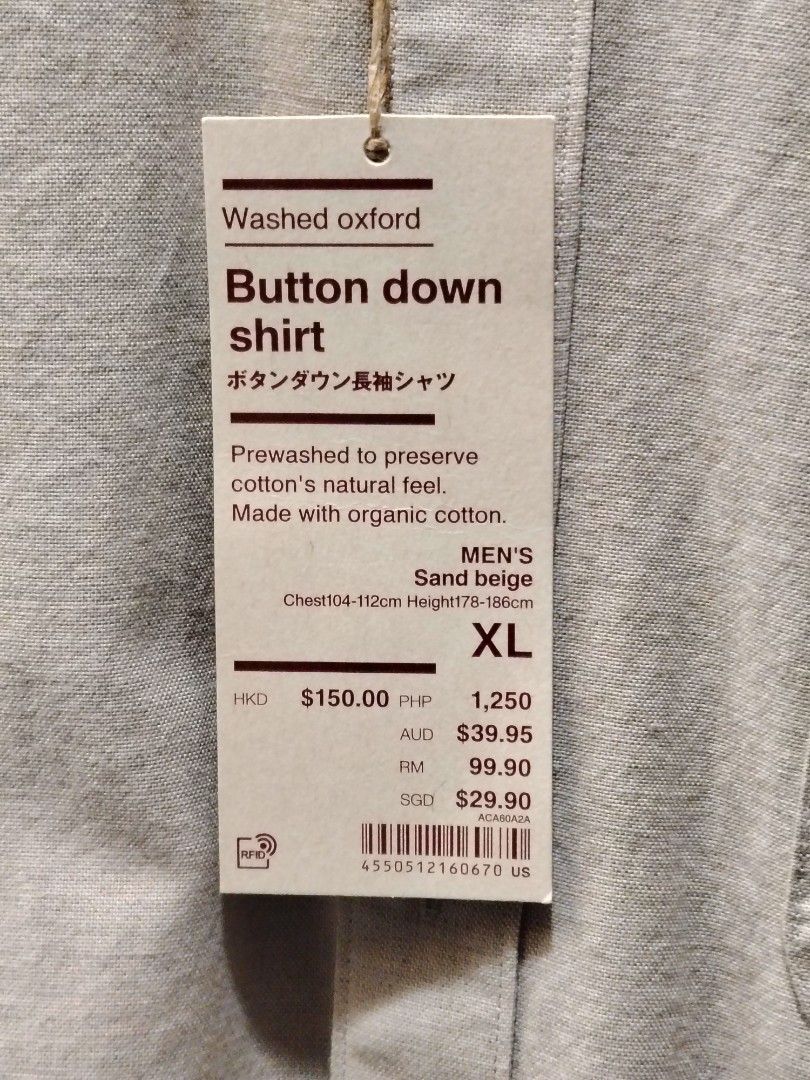 Washed oxford
Button down
shirt
ボタンダウン長袖シャツ
Prewashed to preserve
cotton's natural feel.
Made with organic cotton.
MEN'S
Sand beige
Chest104-112cm Height178-186cm
XL
HKD $150.00 PHP 1,250
AUD $39.95
RM 99.90
SGD $29.90
ACA60A2A
RFID
4550512160670 US